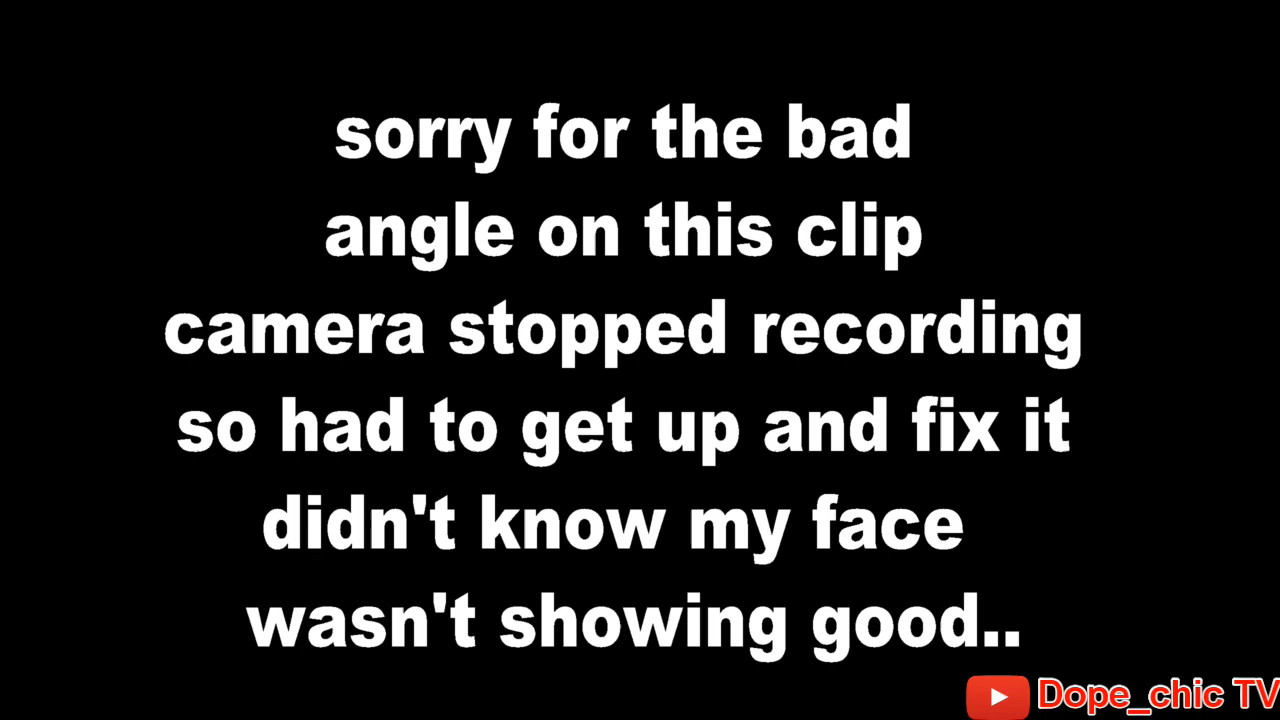 sorry for the bad
angle on this clip
camera stopped recording
so had to get up and fix it
didn't know my face
wasn't showing good..
Dope_chic TV